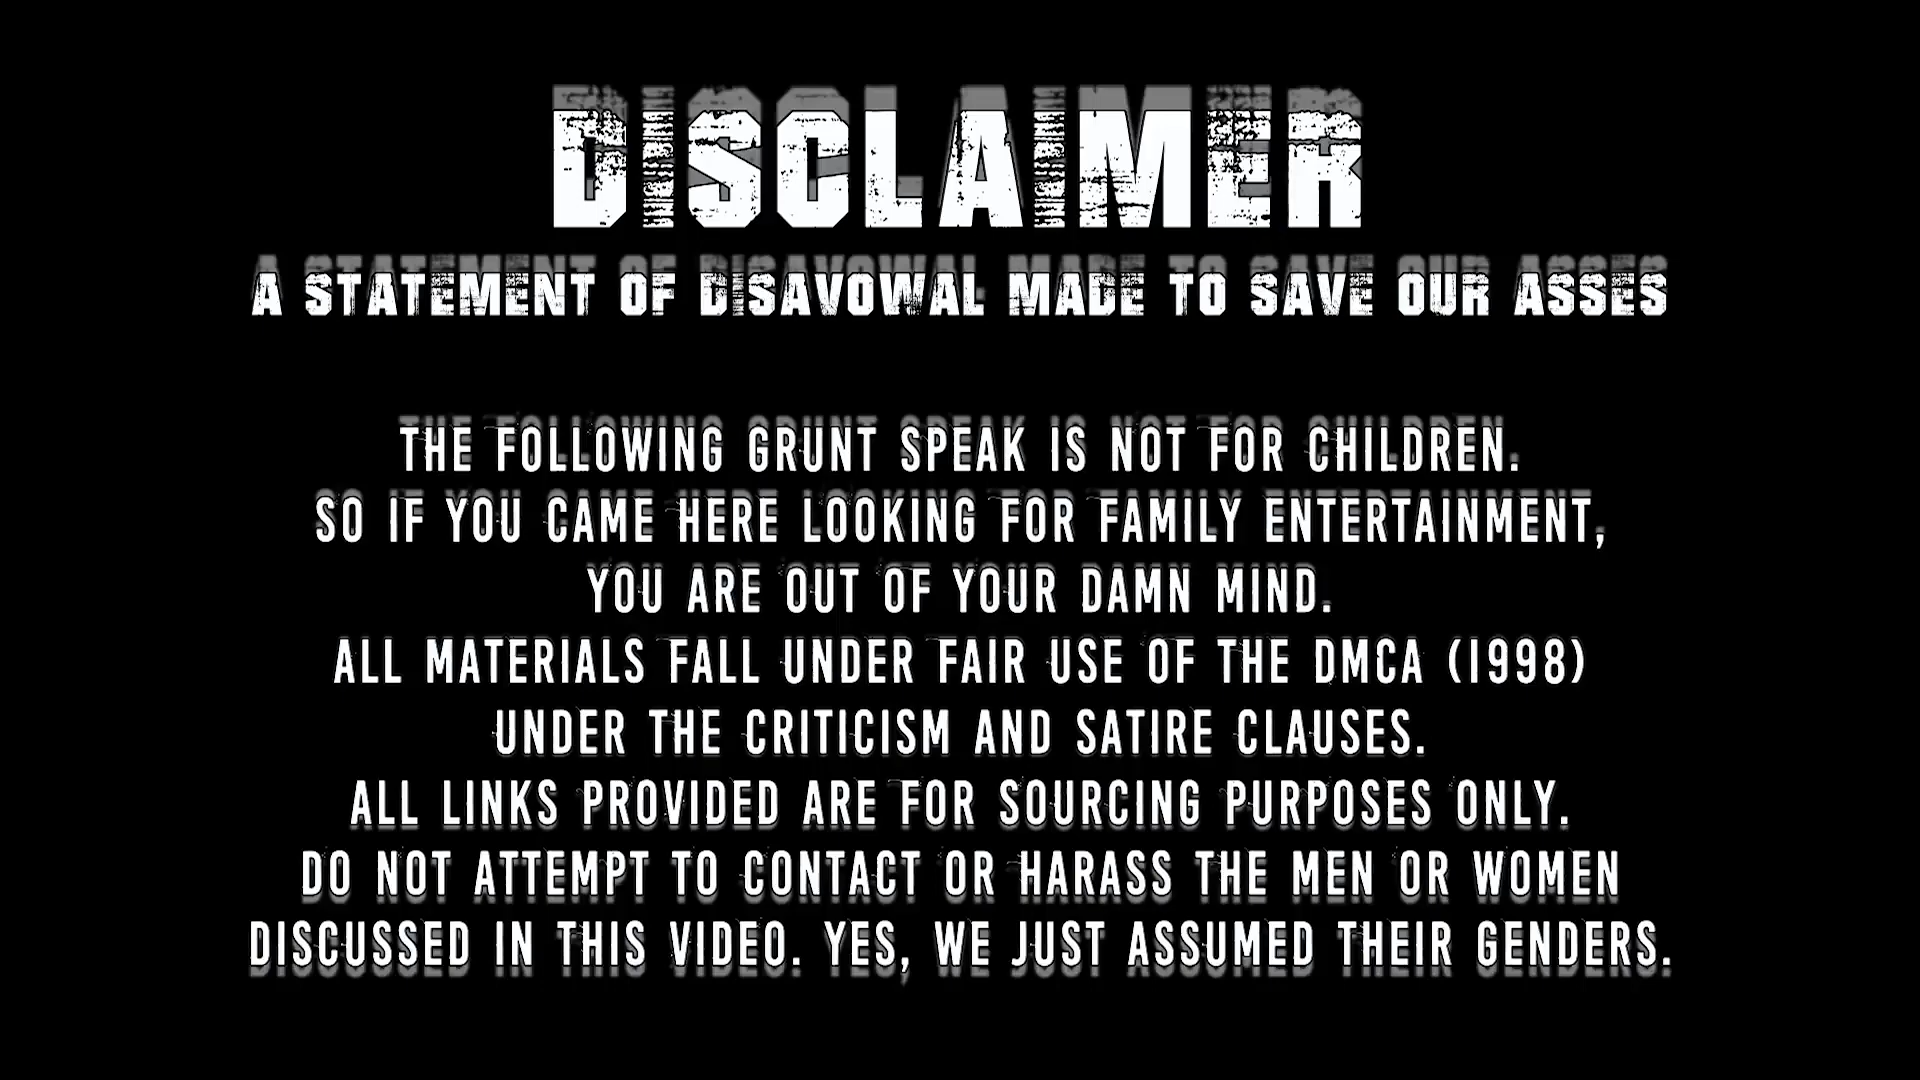 DISCLAIMER
A STATEMENT OF DISAVOWAL MADE TO SAVE OUR ASSES
THE FOLLOWING GRUNT SPEAK IS NOT FOR CHILDREN.
SO IF YOU CAME HERE LOOKING FOR FAMILY ENTERTAINMENT,
YOU ARE OUT OF YOUR DAMN MIND.
ALL MATERIALS FALL UNDER FAIR USE OF THE DMCA (1998)
UNDER THE CRITICISM AND SATIRE CLAUSES.
ALL LINKS PROVIDED ARE FOR SOURCING PURPOSES ONLY.
DO NOT ATTEMPT TO CONTACT OR HARASS THE MEN OR WOMEN
DISCUSSED IN THIS VIDEO. YES, WE JUST ASSUMED THEIR GENDERS.